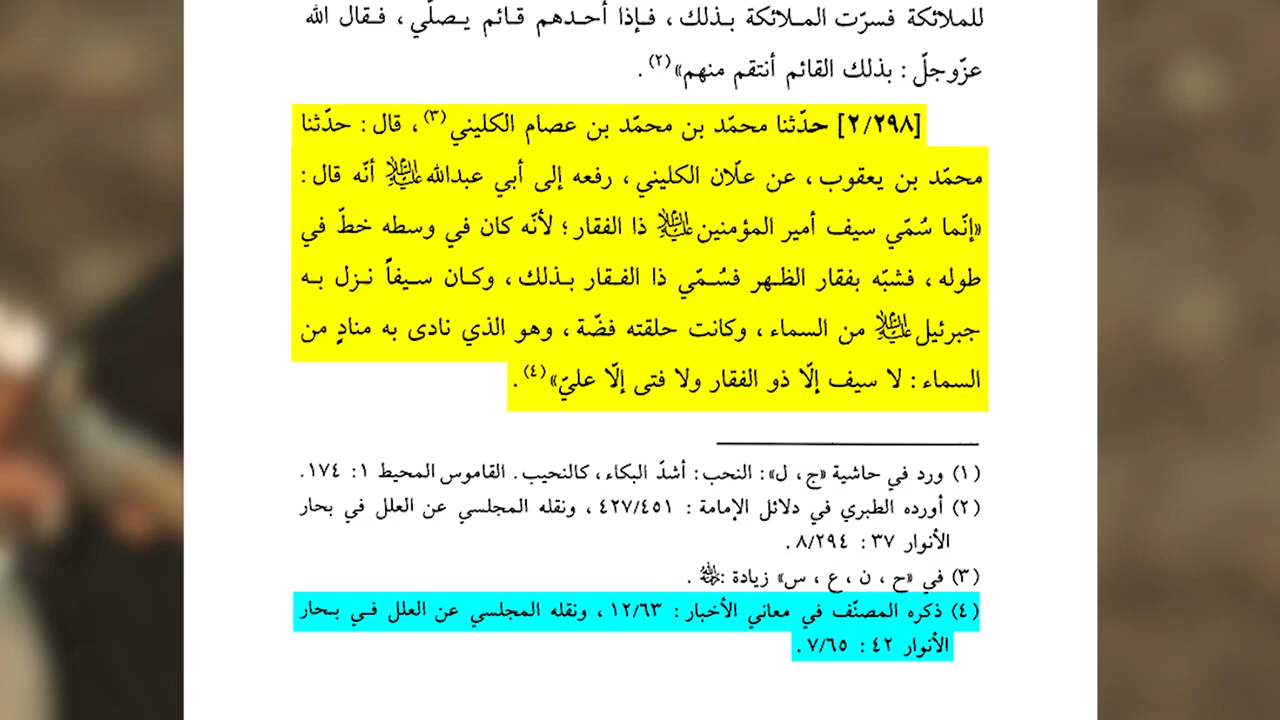 للملائكة فسرّت الملائكة بذلك، فإذا أحدهم قائم يصلّي، فقال الله
عزّوجلّ: بذلك القائم أنتقم منهم»(٢).
[٢/٢٩٨] حدّثنا محمّد بن محمّد بن عصام الكليني(٣)، قال: حدّثنا
محمّد بن يعقوب، عن علّان الكليني، رفعه إلى أبي عبدالله عليه السلام أنّه قال:
«إنّما سُمّي سيف أمير المؤمنين عليه السلام ذا الفقار؛ لأنّه كان في وسطه خطّ في
طوله، فشبّه بفقار الظهر فسُمّي ذا الفقار بذلك، وكان سيفاً نزل به
جبرئيل عليه السلام من السماء، وكانت حلقته فضّة، وهو الذي نادى به منادٍ من
السماء: لا سيف إلّا ذو الفقار ولا فتى إلّا عليّ»(٤).
(١) ورد في حاشية «ج، ل»: النحب: أشدّ البكاء، كالنحيب. القاموس المحيط ١: ١٧٤.
(٢) أورده الطبري في دلائل الإمامة: ٤٢٧/٤٥١، ونقله المجلسي عن العلل في بحار
الأنوار ٣٧: ٨/٢٩٤.
(٣) في «ح، ن، ع، س» زيادة: رضي الله عنه.
(٤) ذكره المصنّف في معاني الأخبار: ١٢/٦٣، ونقله المجلسي عن العلل في بحار
الأنوار ٤٢: ٧/٦٥.